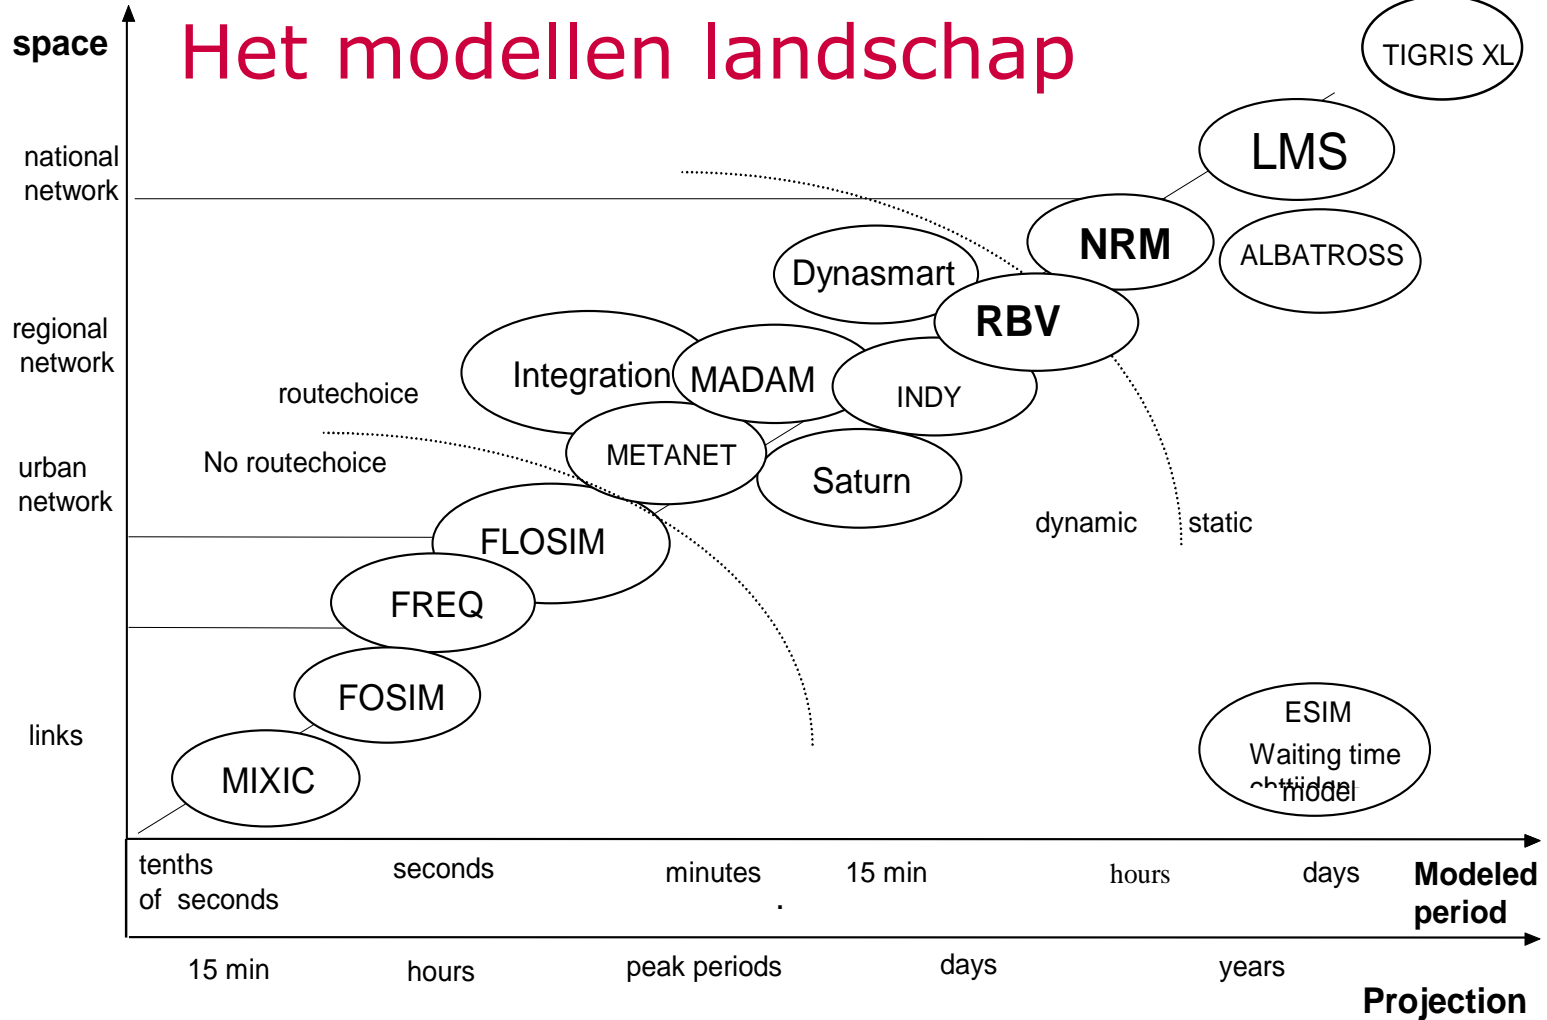 space
Het modellen landschap
TIGRIS XL
national
network
LMS
NRM
ALBATROSS
Dynasmart
RBV
regional
network
Integration
MADAM
INDY
routechoice
No routechoice
METANET
urban
network
Saturn
dynamic
static
FLOSIM
FREQ
FOSIM
links
MIXIC
ESIM
Waiting time
model
tenths
of seconds
seconds
minutes
15 min
hours
days
Modeled
period
.
15 min
hours
peak periods
days
years
Projection